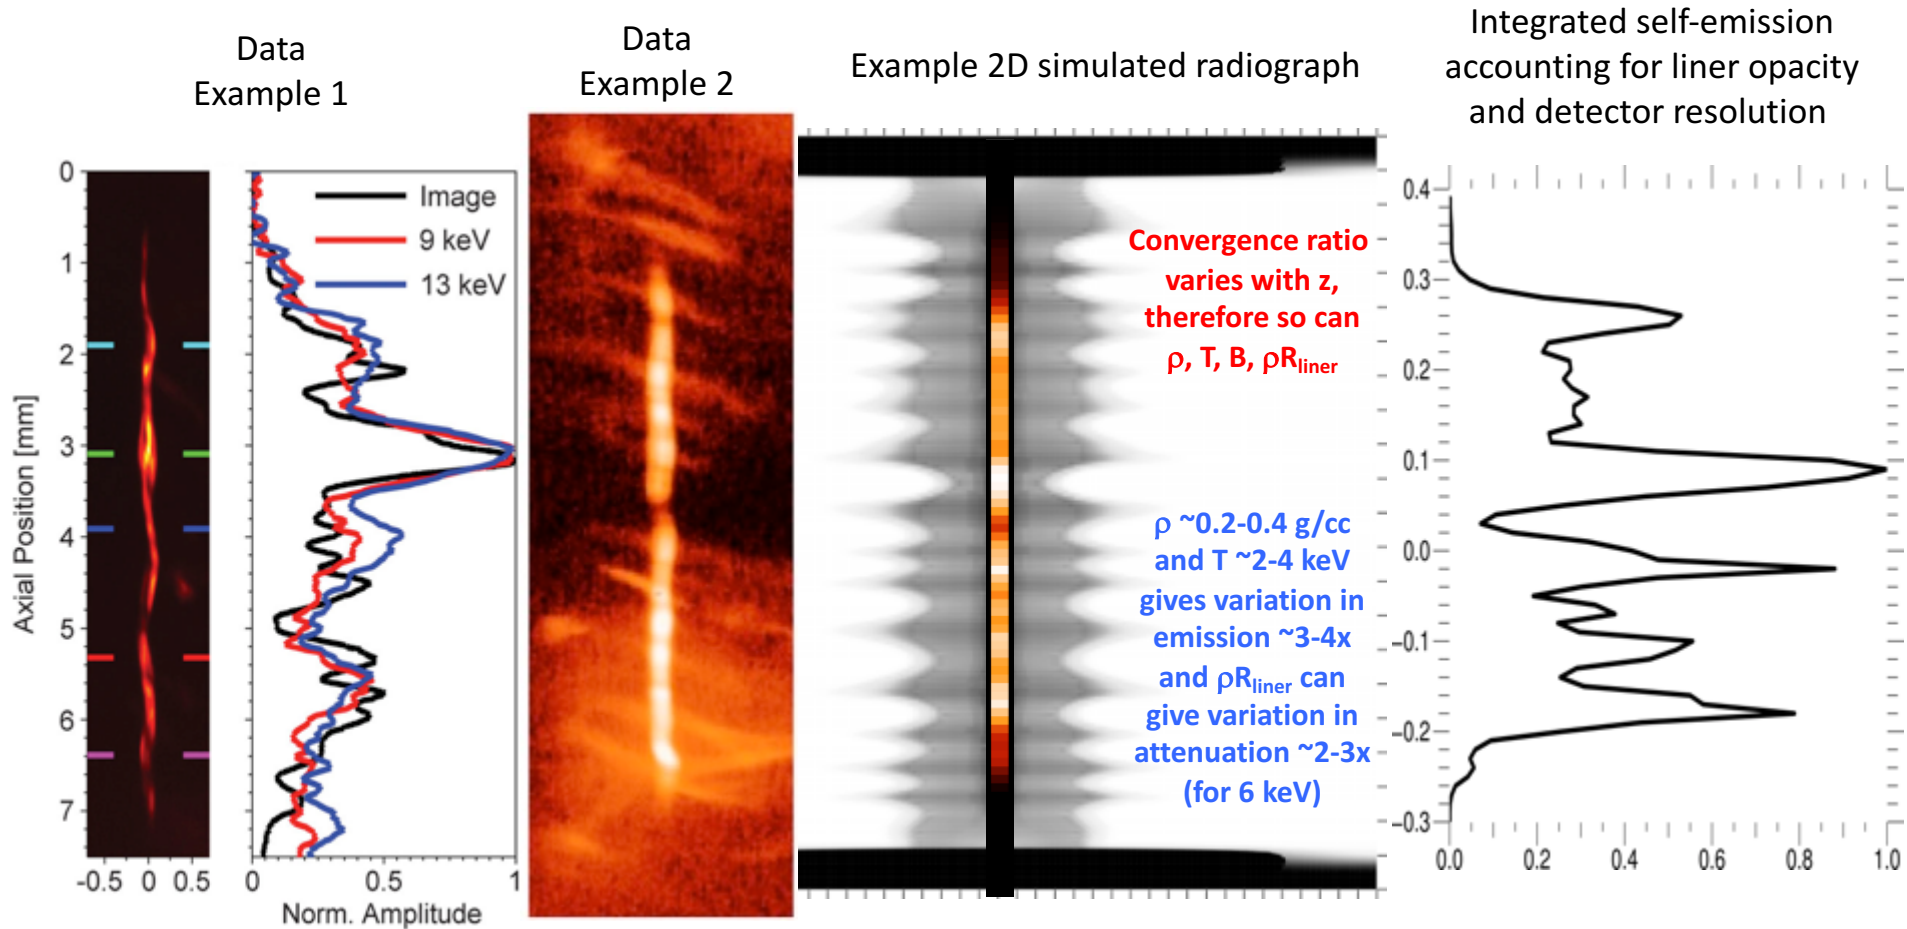 Data
Example 1
Data
Example 2
Example 2D simulated radiograph
Integrated self-emission
accounting for liner opacity
and detector resolution
Axial Position [mm]
0
1
2
3
4
5
6
7
-0.5 0 0.5
Image
9 keV
13 keV
0 0.5 1
Norm. Amplitude
Convergence ratio
varies with z,
therefore so can
ρ, T, B, ρRliner
ρ ~0.2-0.4 g/cc
and T ~2-4 keV
gives variation in
emission ~3-4x
and ρRliner can
give variation in
attenuation ~2-3x
(for 6 keV)
0.4
0.3
0.2
0.1
0.0
−0.1
−0.2
−0.3
0.0 0.2 0.4 0.6 0.8 1.0